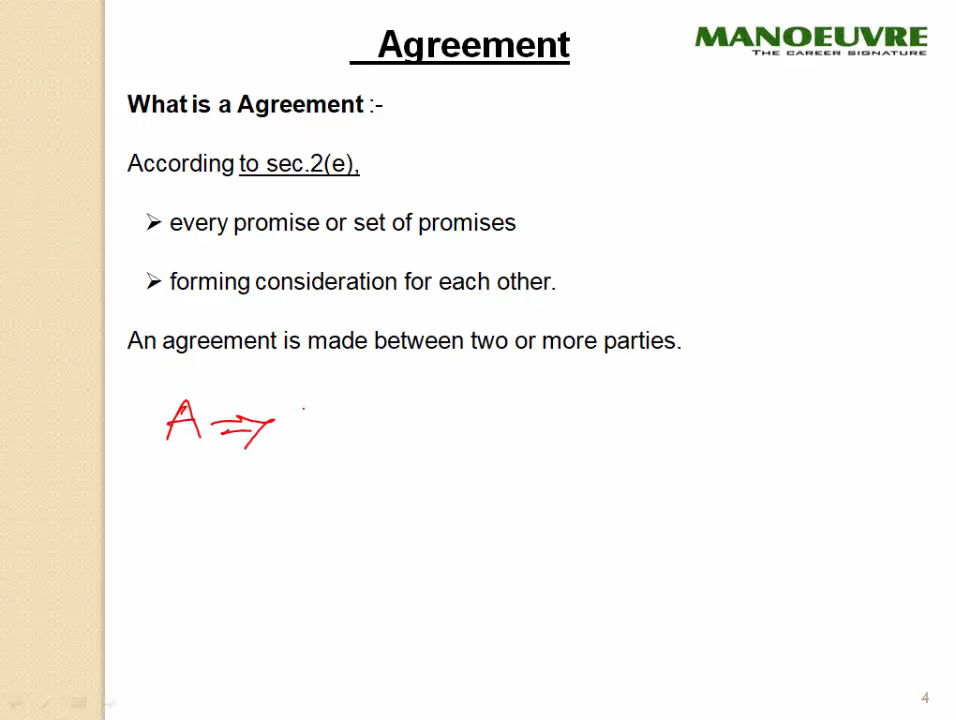 Agreement
MANOEUVRE
THE CAREER SIGNATURE
What is a Agreement :-
According to sec.2(e),
➢ every promise or set of promises
➢ forming consideration for each other.
An agreement is made between two or more parties.
A ⇒
4